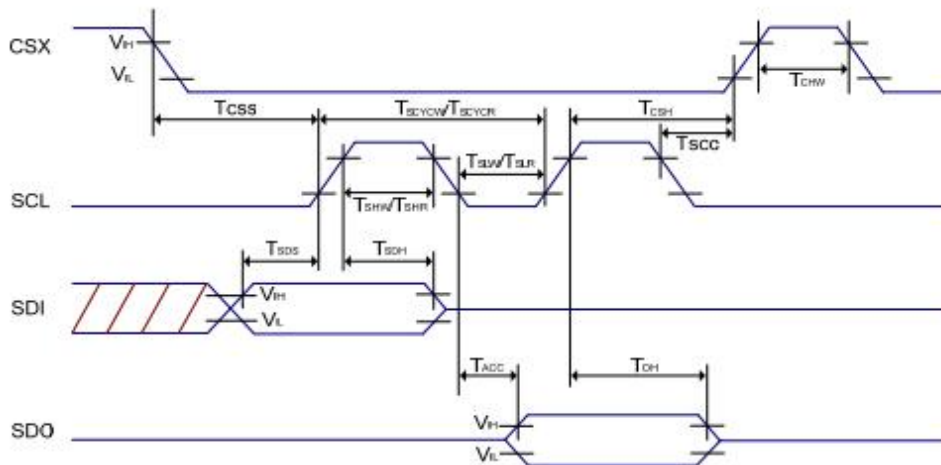 CSX
VIH
VIL
TCHW
TCSS
TSCYCW/TSCYCR
TCSH
TSCC
TSLW/TSLR
SCL
TSHW/TSHR
TSDS
TSDH
SDI
VIH
VIL
TACC
TOH
SDO
VIH
VIL